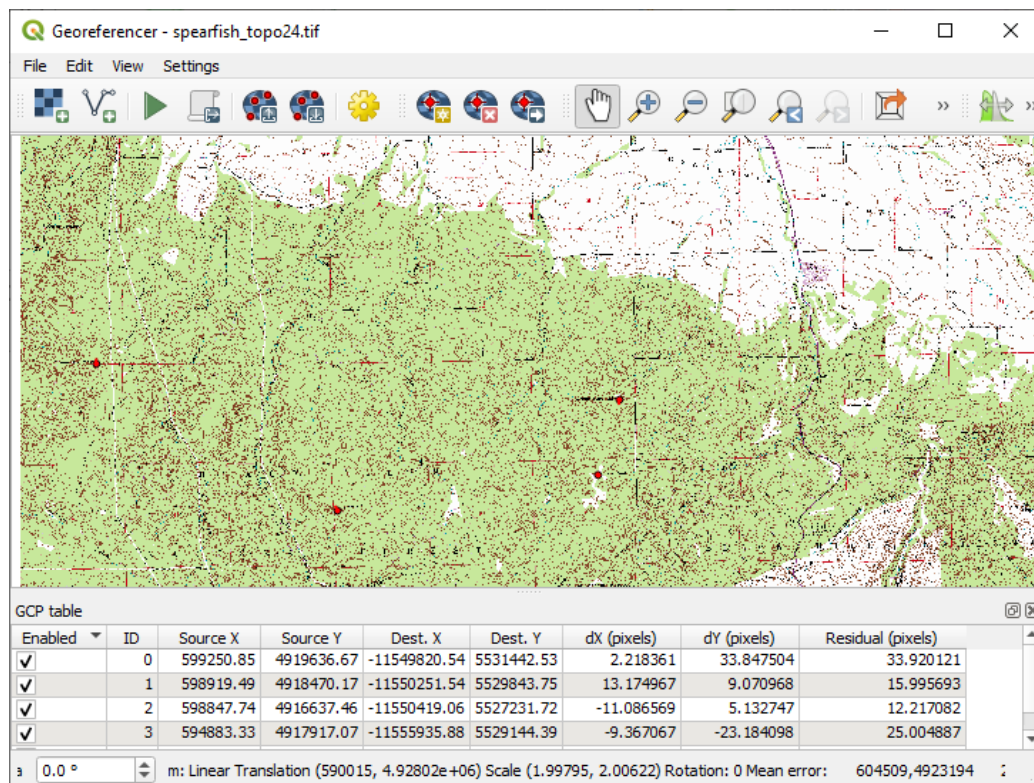 Georeferencer - spearfish_topo24.tif
File Edit View Settings
» »
GCP table
Enabled ID Source X Source Y Dest. X Dest. Y dX (pixels) dY (pixels) Residual (pixels)
0 599250.85 4919636.67 -11549820.54 5531442.53 2.218361 33.847504 33.920121
1 598919.49 4918470.17 -11550251.54 5529843.75 13.174967 9.070968 15.995693
2 598847.74 4916637.46 -11550419.06 5527231.72 -11.086569 5.132747 12.217082
3 594883.33 4917917.07 -11555935.88 5529144.39 -9.367067 -23.184098 25.004887
0.0 ° m: Linear Translation (590015, 4.92802e+06) Scale (1.99795, 2.00622) Rotation: 0 Mean error: 604509,4923194